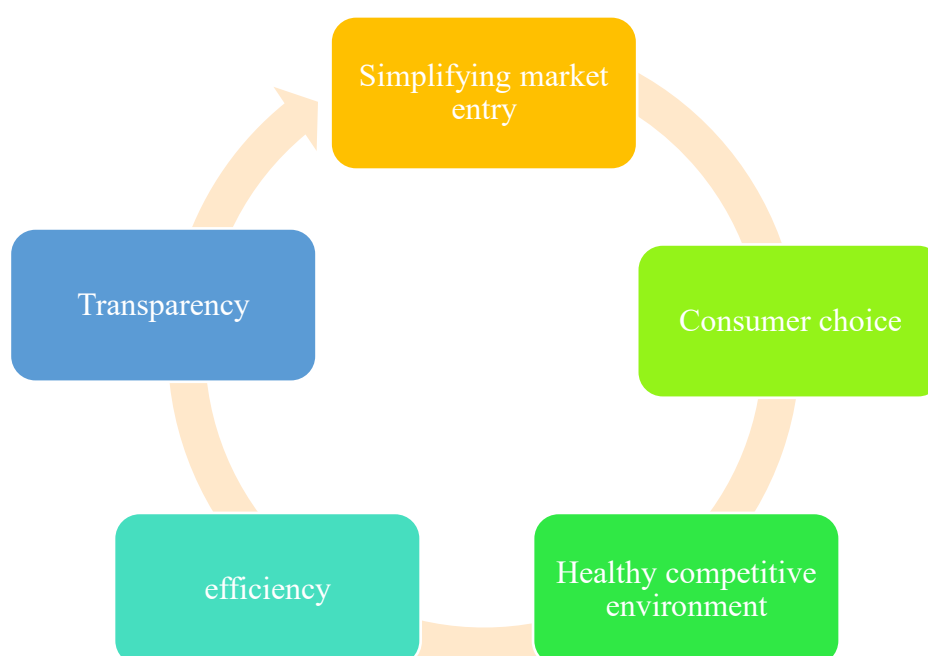 Simplifying market
entry
Consumer choice
Healthy competitive
environment
efficiency
Transparency